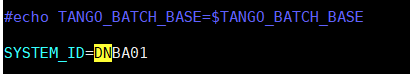 #echo TANGO_BATCH_BASE=$TANGO_BATCH_BASE
SYSTEM_ID=DNBA01